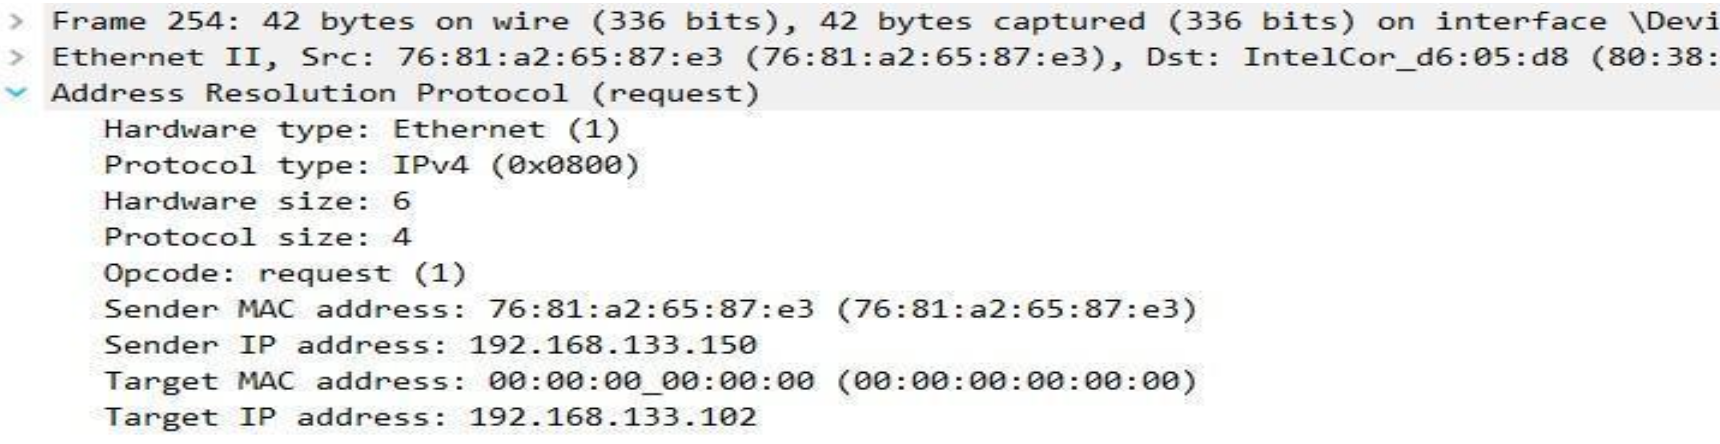 Frame 254: 42 bytes on wire (336 bits), 42 bytes captured (336 bits) on interface \Devi
Ethernet II, Src: 76:81:a2:65:87:e3 (76:81:a2:65:87:e3), Dst: IntelCor_d6:05:d8 (80:38:
Address Resolution Protocol (request)
Hardware type: Ethernet (1)
Protocol type: IPv4 (0x0800)
Hardware size: 6
Protocol size: 4
Opcode: request (1)
Sender MAC address: 76:81:a2:65:87:e3 (76:81:a2:65:87:e3)
Sender IP address: 192.168.133.150
Target MAC address: 00:00:00_00:00:00 (00:00:00:00:00:00)
Target IP address: 192.168.133.102